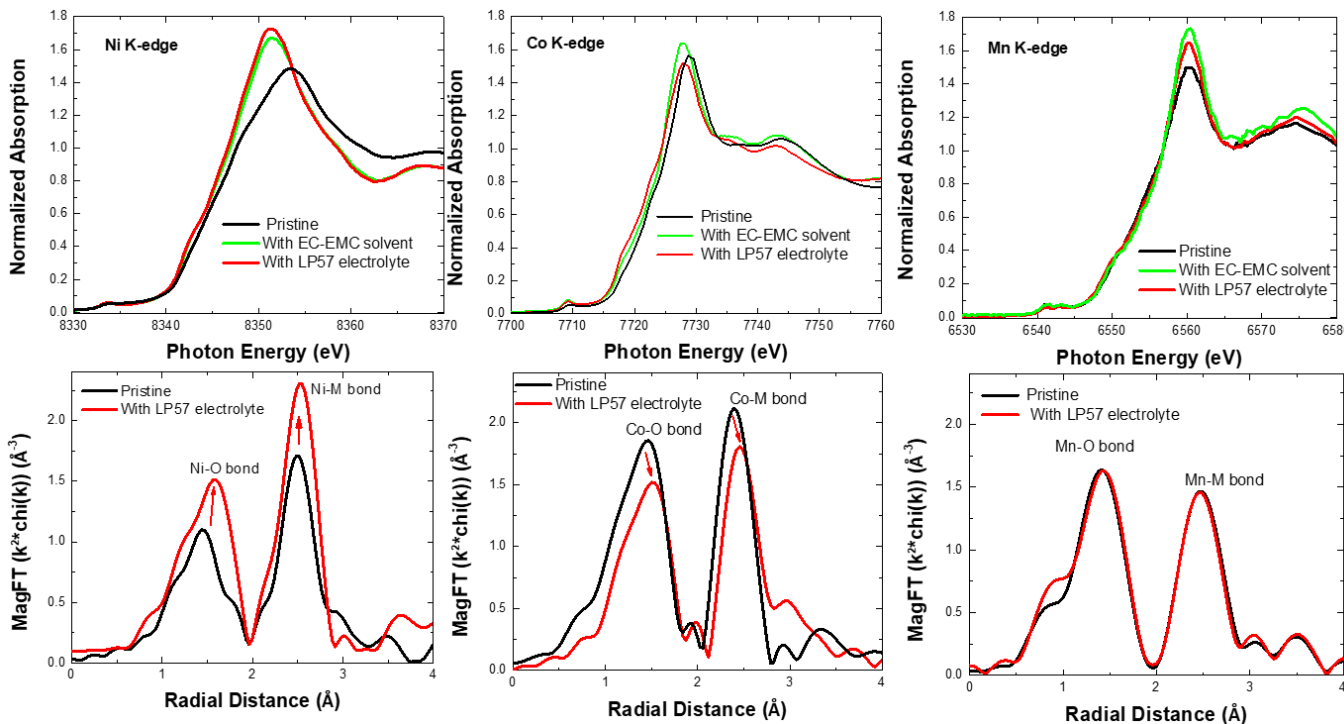 Ni K-edge
Normalized Absorption
1.8
1.6
1.4
1.2
1.0
0.8
0.6
0.4
0.2
0.0
Pristine
With EC-EMC solvent
With LP57 electrolyte
8330 8340 8350 8360 8370
Photon Energy (eV)
Co K-edge
Normalized Absorption
1.8
1.6
1.4
1.2
1.0
0.8
0.6
0.4
0.2
0.0
Pristine
With EC-EMC solvent
With LP57 electrolyte
7700 7710 7720 7730 7740 7750 7760
Photon Energy (eV)
Mn K-edge
Normalized Absorption
1.8
1.6
1.4
1.2
1.0
0.8
0.6
0.4
0.2
0.0
Pristine
With EC-EMC solvent
With LP57 electrolyte
6530 6540 6550 6560 6570 658
Photon Energy (eV)
Pristine
With LP57 electrolyte
Ni-M bond
Ni-O bond
MagFT (k²*chi(k)) (Å⁻³)
2.0
1.5
1.0
0.5
0.0
0 1 2 3 4
Radial Distance (Å)
Pristine
With LP57 electrolyte
Co-M bond
Co-O bond
MagFT (k²*chi(k)) (Å⁻³)
2.0
1.5
1.0
0.5
0.0
0 1 2 3 4
Radial Distance (Å)
Pristine
With LP57 electrolyte
Mn-O bond
Mn-M bond
MagFT (k²*chi(k)) (Å⁻³)
2.0
1.5
1.0
0.5
0.0
0 1 2 3 4
Radial Distance (Å)